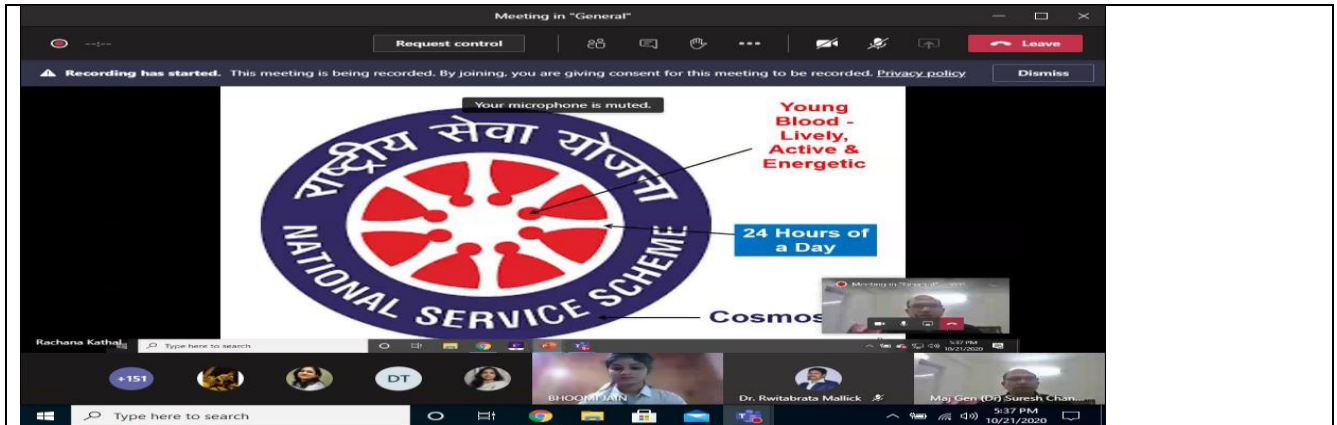 Meeting in "General"
--:--
Request control
Leave
Recording has started. This meeting is being recorded. By joining, you are giving consent for this meeting to be recorded. Privacy policy
Dismiss
Your microphone is muted.
राष्ट्रीय सेवा योजना
NATIONAL SERVICE SCHEME
Young
Blood -
Lively,
Active &
Energetic
24 Hours of
a Day
Cosmos
Meeting in "General"
Rachana Kathal
Type here to search
5:37 PM
10/21/2020
+151
DT
BHOOMI JAIN
Dr. Rwitabrata Mallick
Maj Gen (Dr) Suresh Chan...
Type here to search
5:37 PM
10/21/2020